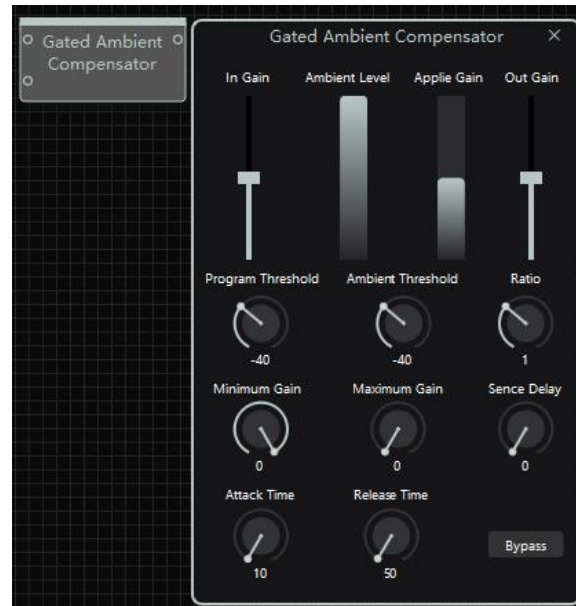 Gated Ambient
Compensator
Gated Ambient Compensator ×
In Gain Ambient Level Applie Gain Out Gain
Program Threshold Ambient Threshold Ratio
-40 -40 1
Minimum Gain Maximum Gain Sence Delay
0 0 0
Attack Time Release Time
10 50
Bypass